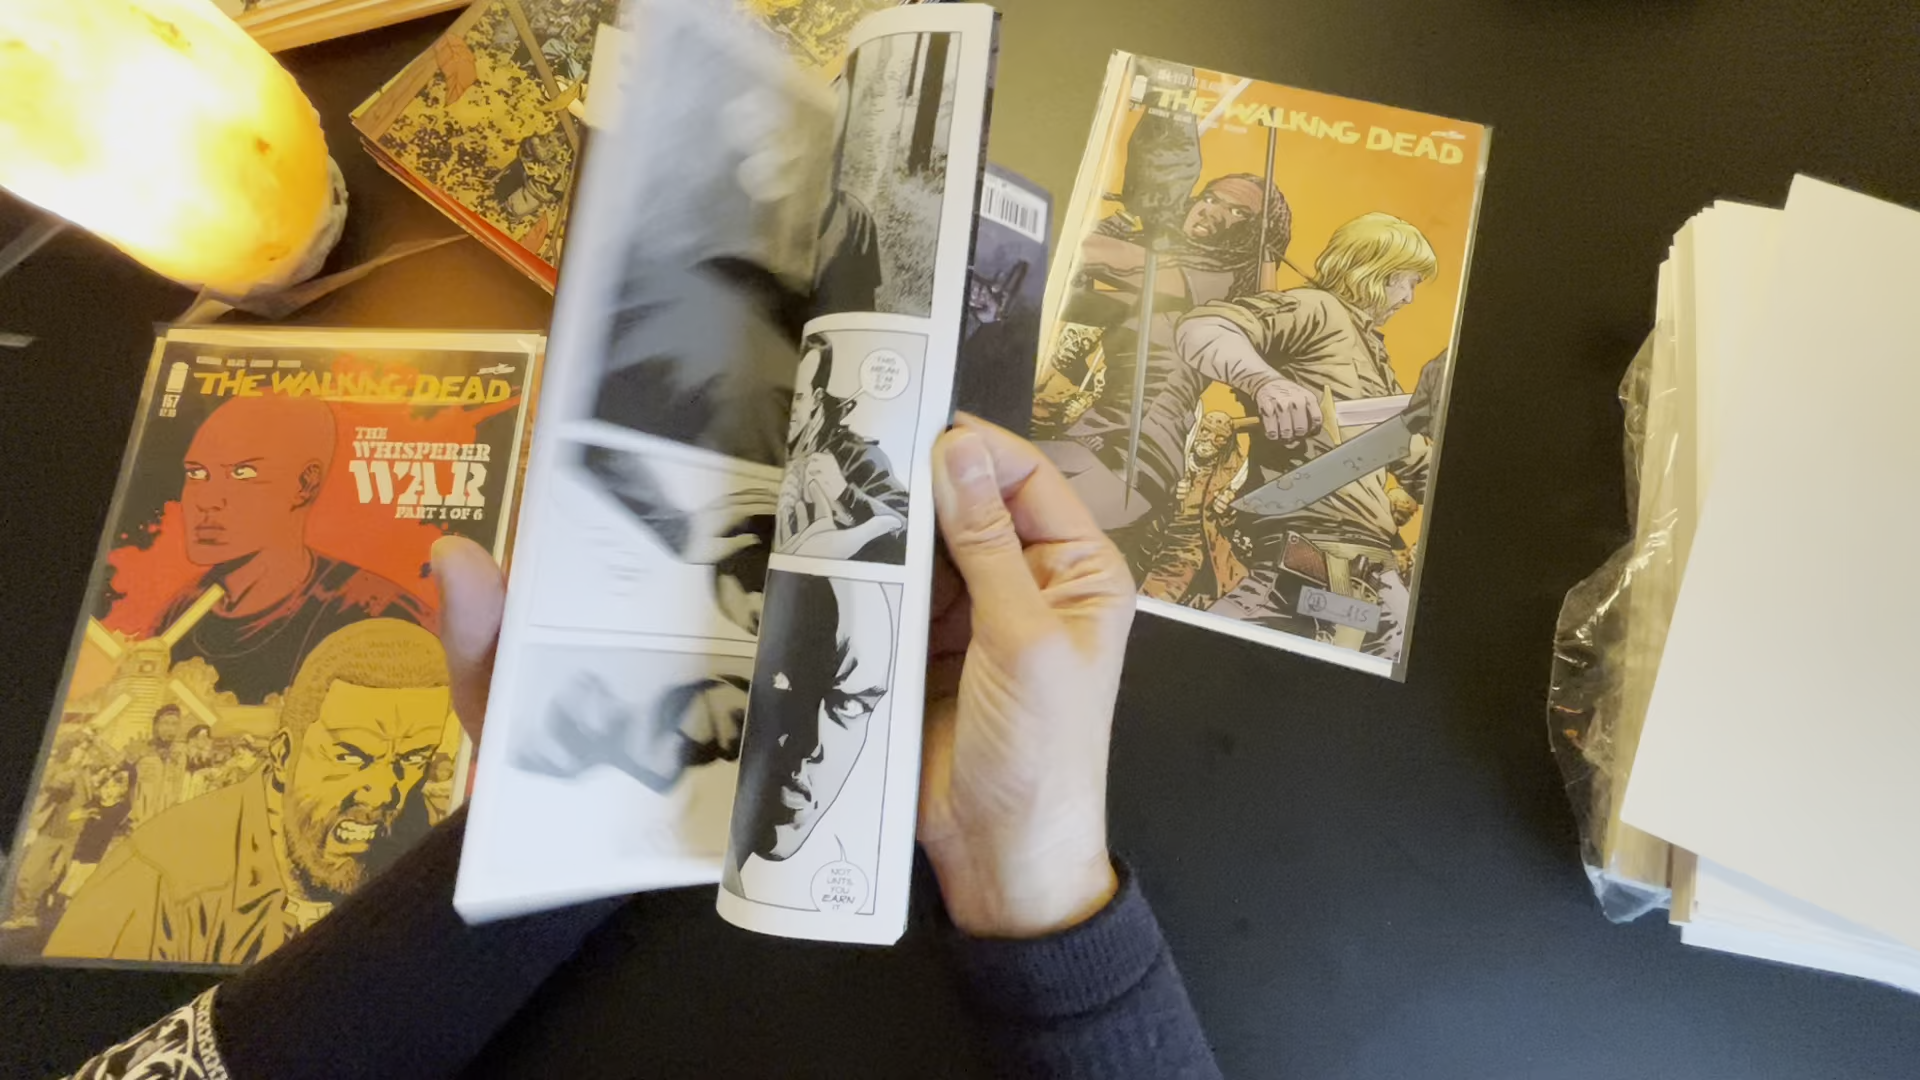 THE WALKING DEAD
157
THE
WHISPERER
WAR
PART 1 OF 6
THIS
MEAN
I'M
IN?
NOT
UNTIL
YOU
EARN
IT.
THE WALKING DEAD